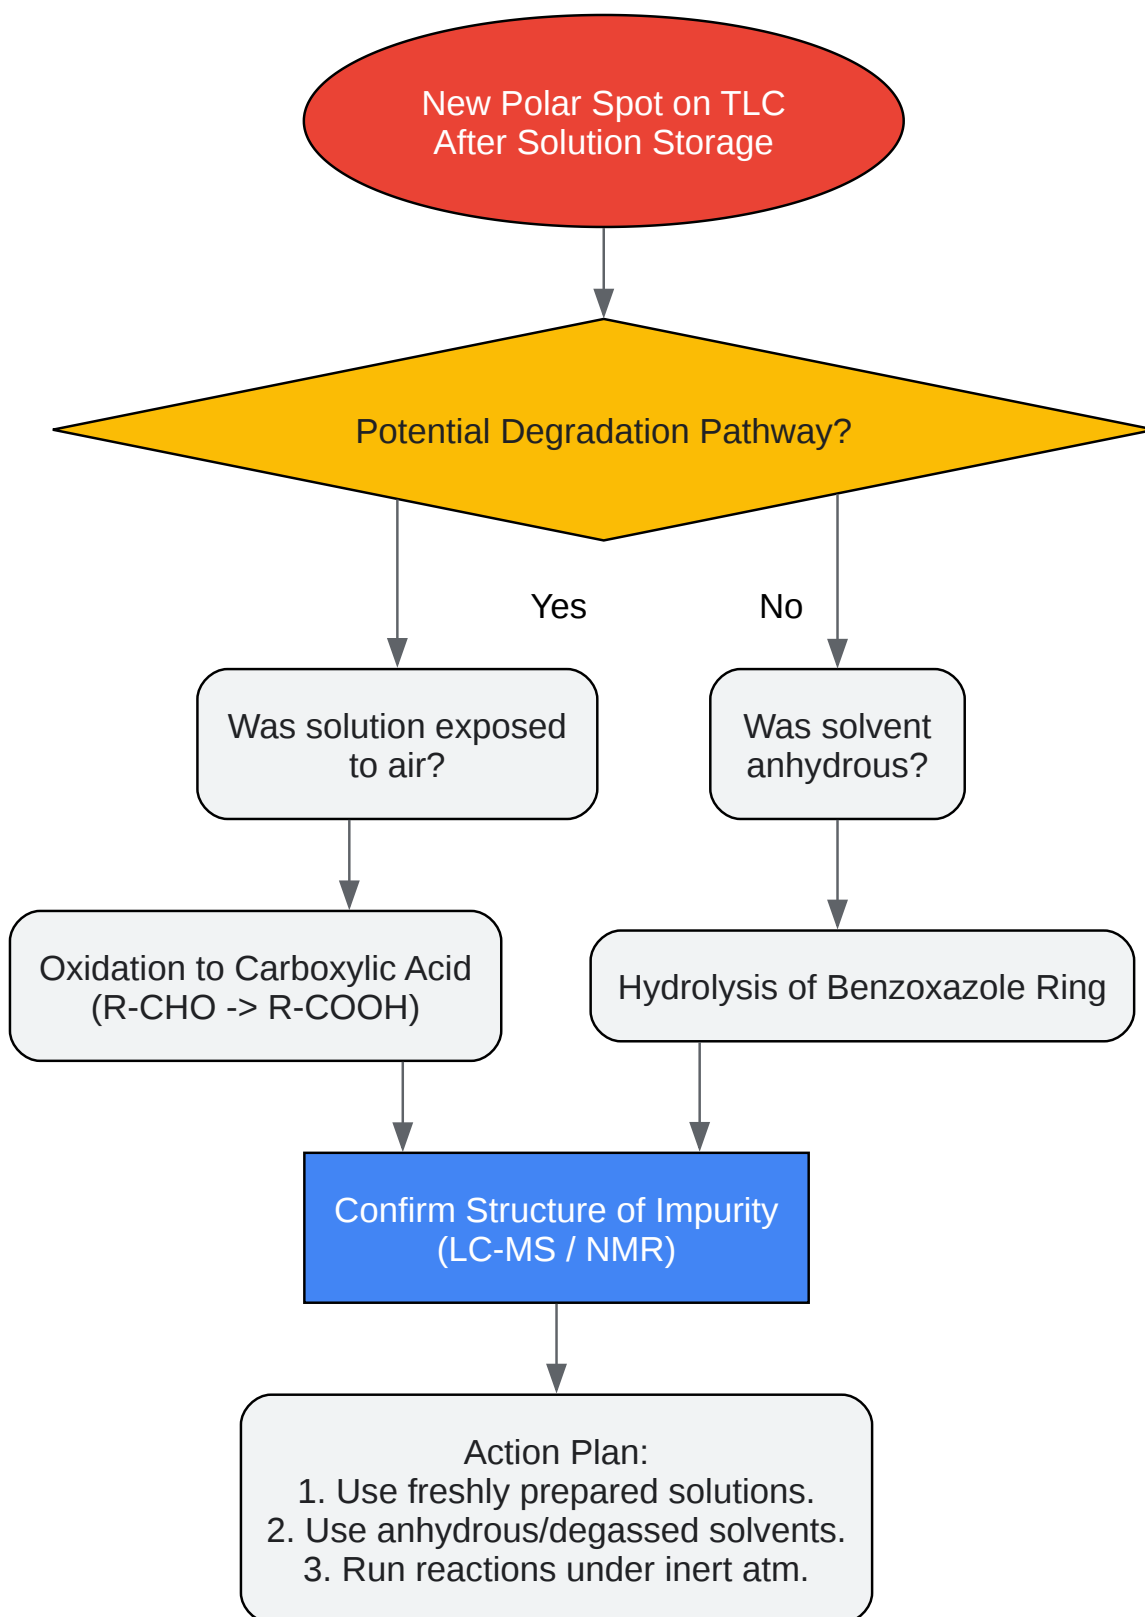 New Polar Spot on TLC
After Solution Storage
Potential Degradation Pathway?
Yes
No
Was solution exposed
to air?
Was solvent
anhydrous?
Oxidation to Carboxylic Acid
(R-CHO -> R-COOH)
Hydrolysis of Benzoxazole Ring
Confirm Structure of Impurity
(LC-MS / NMR)
Action Plan:
1. Use freshly prepared solutions.
2. Use anhydrous/degassed solvents.
3. Run reactions under inert atm.